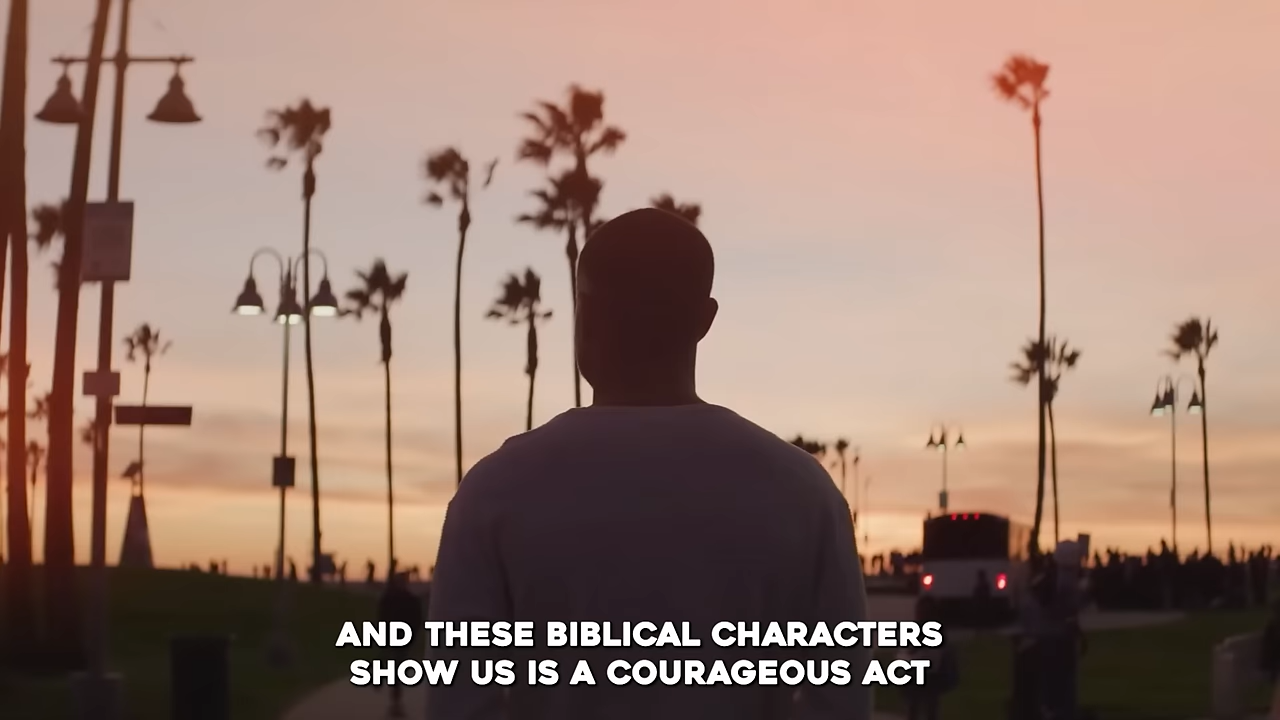 AND THESE BIBLICAL CHARACTERS
SHOW US IS A COURAGEOUS ACT